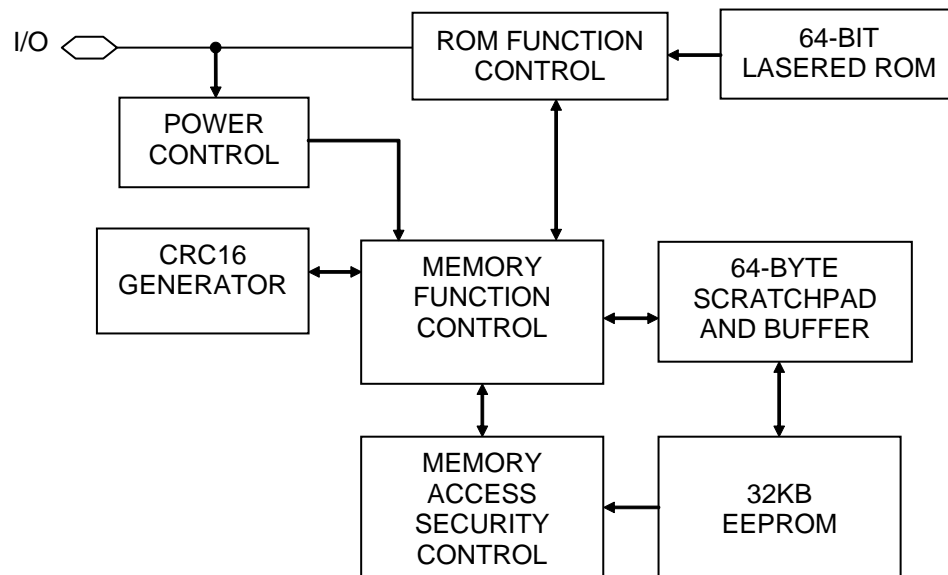 I/O
ROM FUNCTION
CONTROL
64-BIT
LASERED ROM
POWER
CONTROL
CRC16
GENERATOR
MEMORY
FUNCTION
CONTROL
64-BYTE
SCRATCHPAD
AND BUFFER
MEMORY
ACCESS
SECURITY
CONTROL
32KB
EEPROM